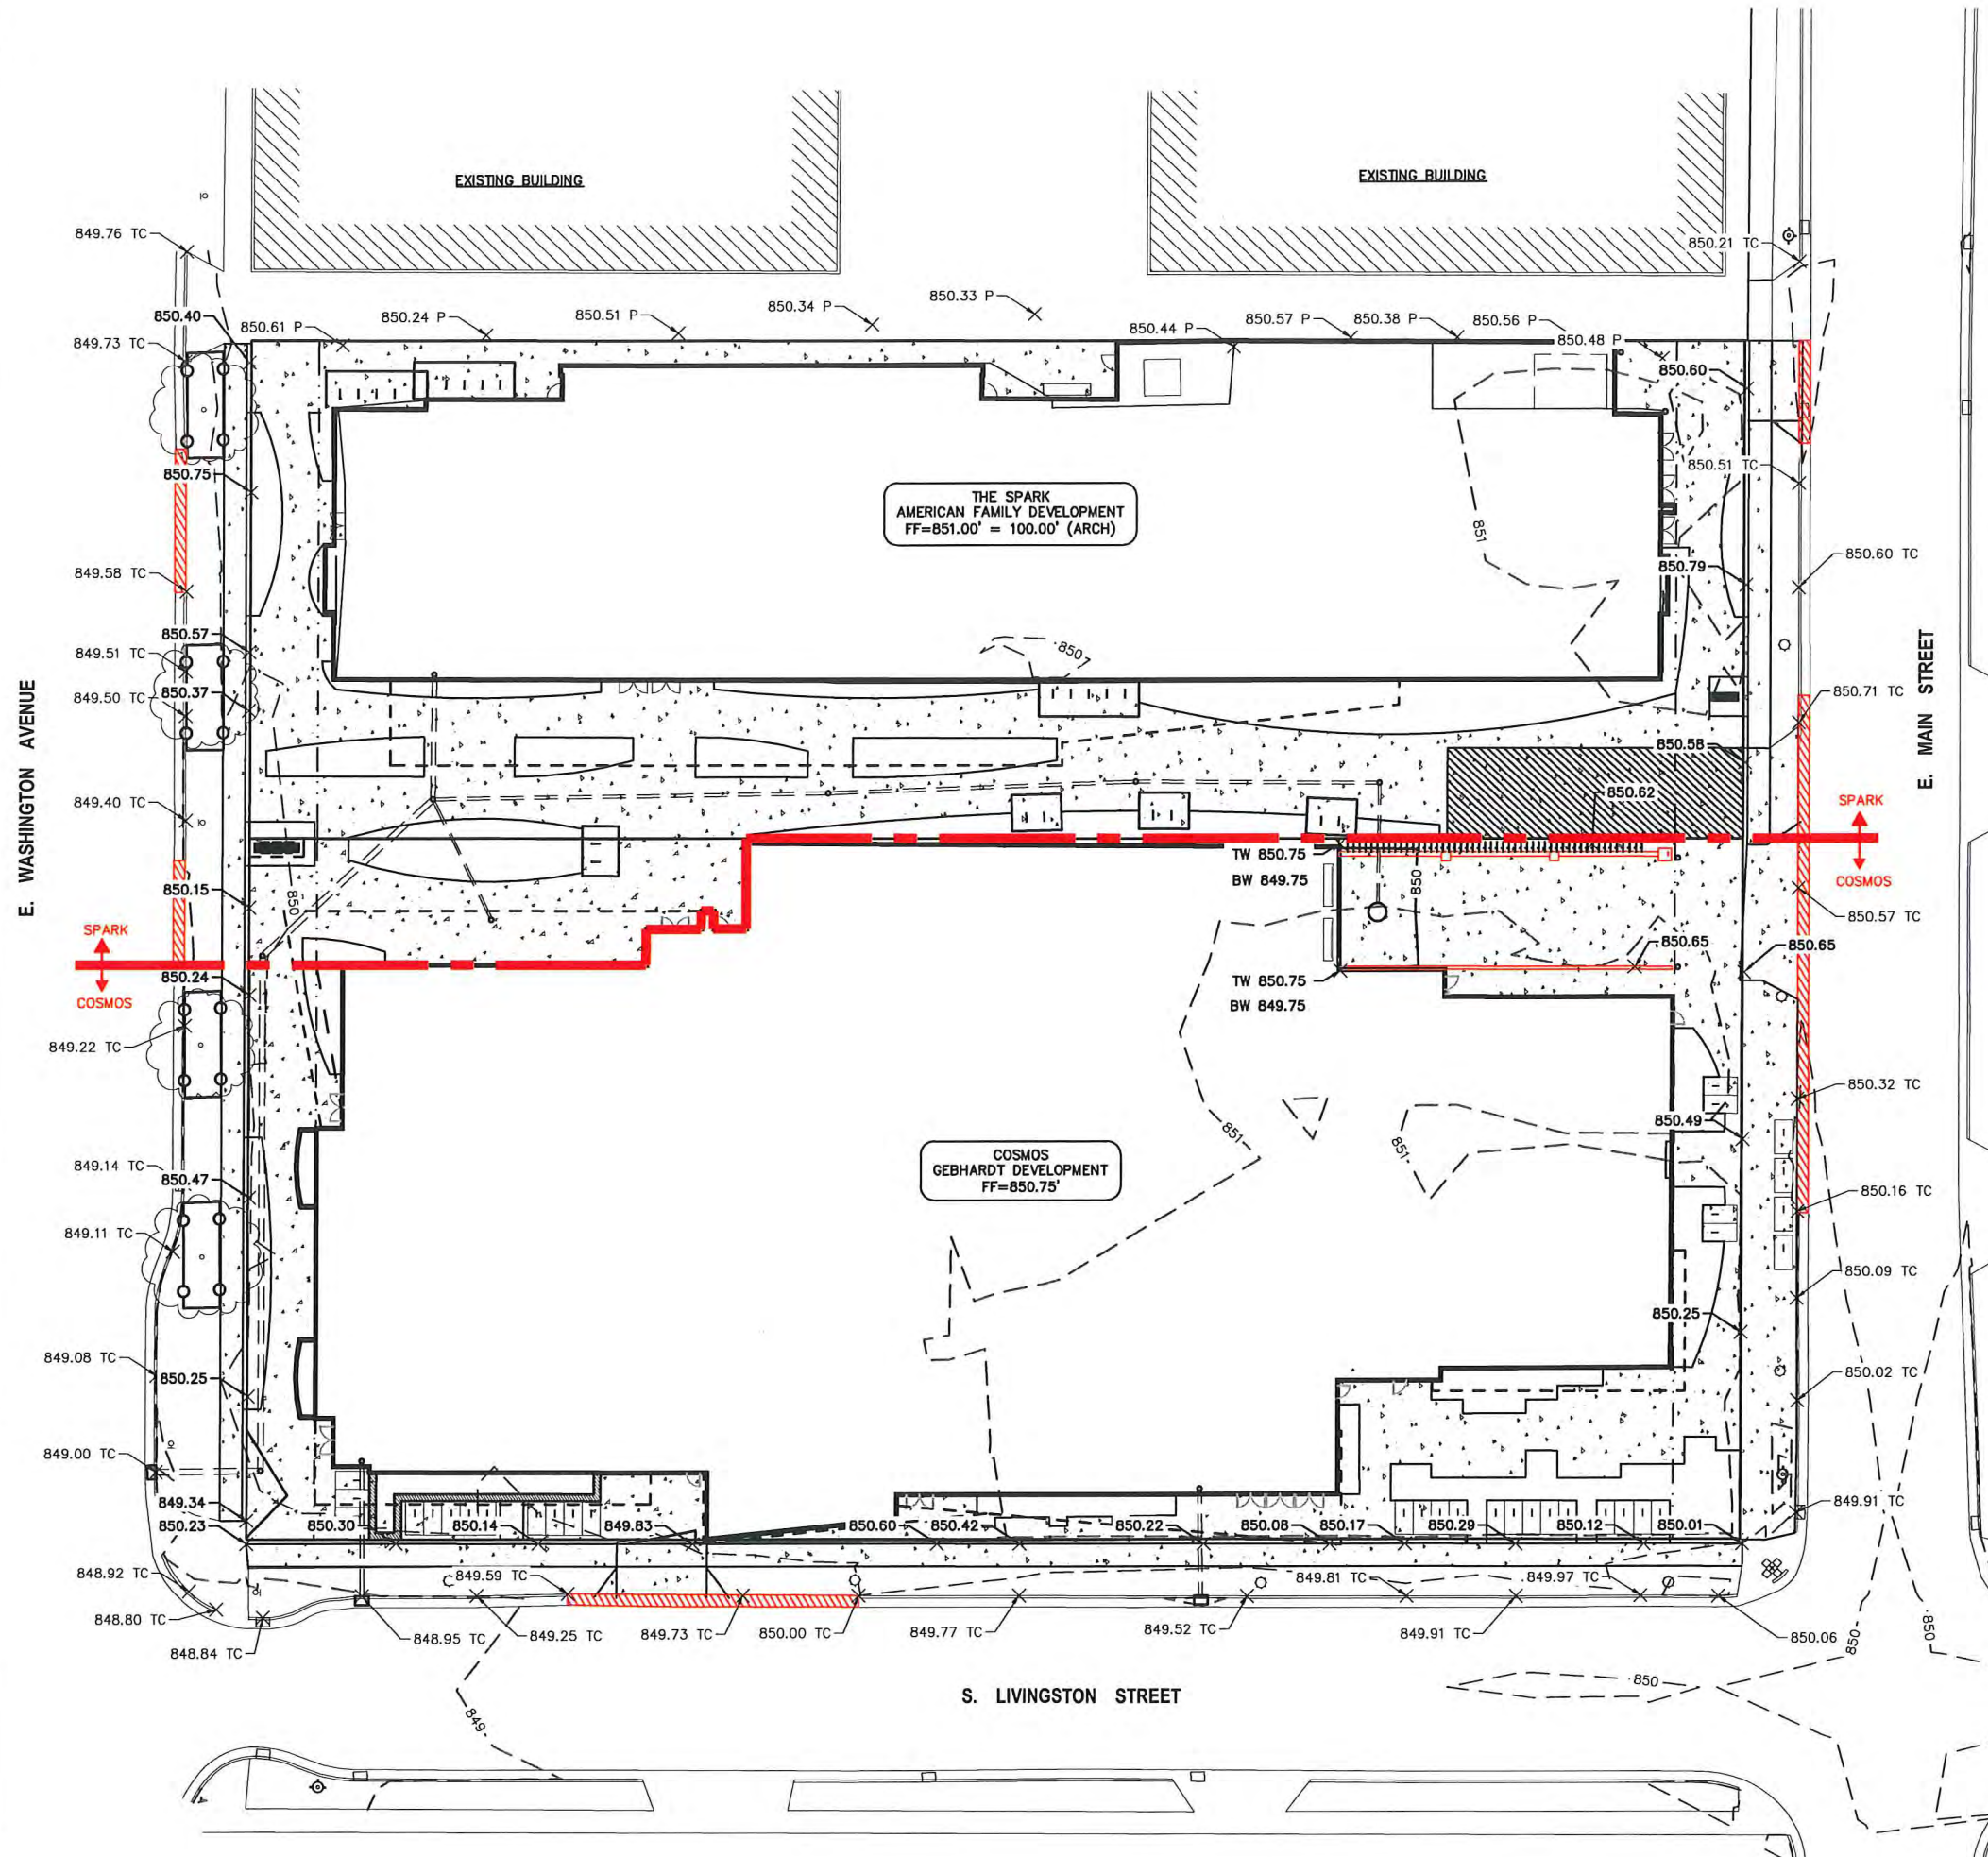 EXISTING BUILDING
EXISTING BUILDING
849.76 TC
850.21 TC
850.33 P
850.34 P
850.40
850.61 P
850.24 P
850.51 P
850.44 P
850.57 P
850.38 P
850.56 P
850.48 P
849.73 TC
850.60
850.75
850.51 TC
THE SPARK
AMERICAN FAMILY DEVELOPMENT
FF=851.00' = 100.00' (ARCH)
851
850.60 TC
849.58 TC
850.79
850.57
849.51 TC
850
849.50 TC
850.37
850.71 TC
E. WASHINGTON AVENUE
E. MAIN STREET
850.58
850.62
849.40 TC
SPARK
COSMOS
TW 850.75
BW 849.75
850
850.15
850
850.57 TC
SPARK
COSMOS
850.65
850.65
850.24
TW 850.75
BW 849.75
849.22 TC
850.32 TC
850.49
851
851
COSMOS
GEBHARDT DEVELOPMENT
FF=850.75'
849.14 TC
850.47
850.16 TC
849.11 TC
850.09 TC
850.25
849.08 TC
850.25
850.02 TC
849.00 TC
849.34
849.91 TC
850.23
850.30
850.14
849.83
850.60
850.42
850.22
850.08
850.17
850.29
850.12
850.01
848.92 TC
849.59 TC
849.81 TC
849.97 TC
848.80 TC
848.84 TC
848.95 TC
849.25 TC
849.73 TC
850.00 TC
849.77 TC
849.52 TC
849.91 TC
850.06
850
850
850
S. LIVINGSTON STREET
849